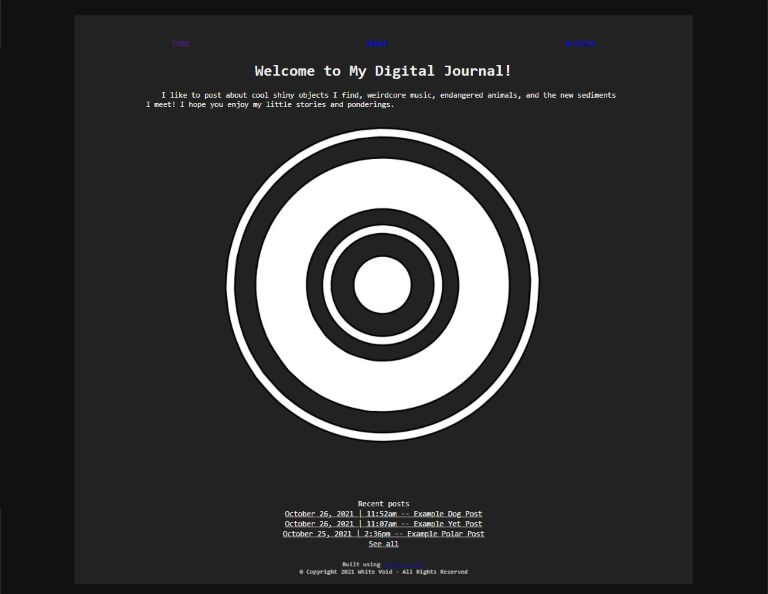 home about archive
Welcome to My Digital Journal!
I like to post about cool shiny objects I find, weirdcore music, endangered animals, and the new sediments
I meet! I hope you enjoy my little stories and ponderings.
Recent posts
October 26, 2021 | 11:52am -- Example Dog Post
October 26, 2021 | 11:07am -- Example Yet Post
October 25, 2021 | 2:36pm -- Example Polar Post
See all
Built using
© Copyright 2021 White Void - All Rights Reserved